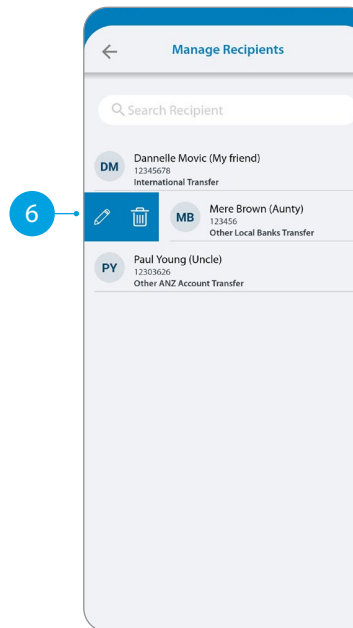 Manage Recipients
Search Recipient
DM
Dannelle Movic (My friend)
12345678
International Transfer
6
MB
Mere Brown (Aunty)
123456
Other Local Banks Transfer
PY
Paul Young (Uncle)
12303626
Other ANZ Account Transfer